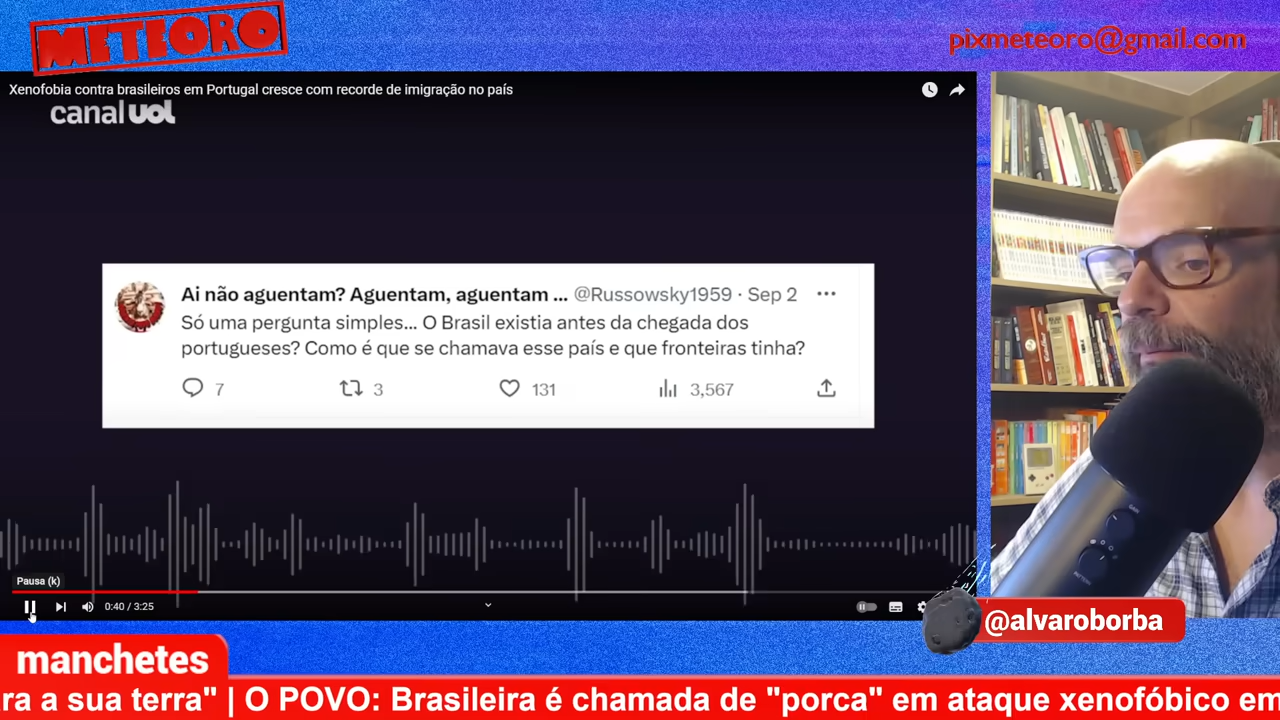 METEORO
pixmeteoro@gmail.com
Xenofobia contra brasileiros em Portugal cresce com recorde de imigração no país
canal uol
Ai não aguentam? Aguentam, aguentam ... @Russowsky1959 · Sep 2
Só uma pergunta simples... O Brasil existia antes da chegada dos
portugueses? Como é que se chamava esse país e que fronteiras tinha?
7 3 131 3,567
Pausa (k)
0:40 / 3:25
@alvaroborba
manchetes
ra a sua terra" | O POVO: Brasileira é chamada de "porca" em ataque xenofóbico em